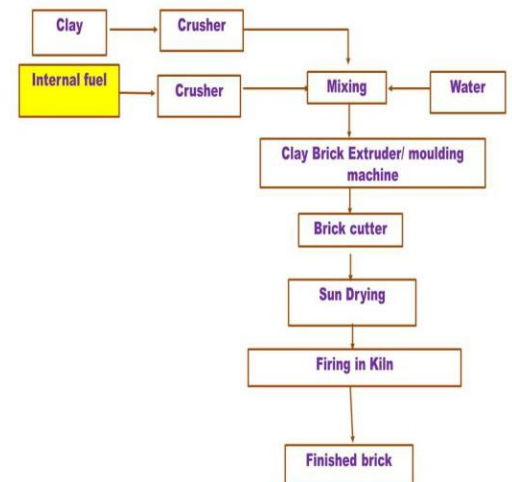 Clay
Crusher
Internal fuel
Crusher
Mixing
Water
Clay Brick Extruder/ moulding
machine
Brick cutter
Sun Drying
Firing in Kiln
Finished brick